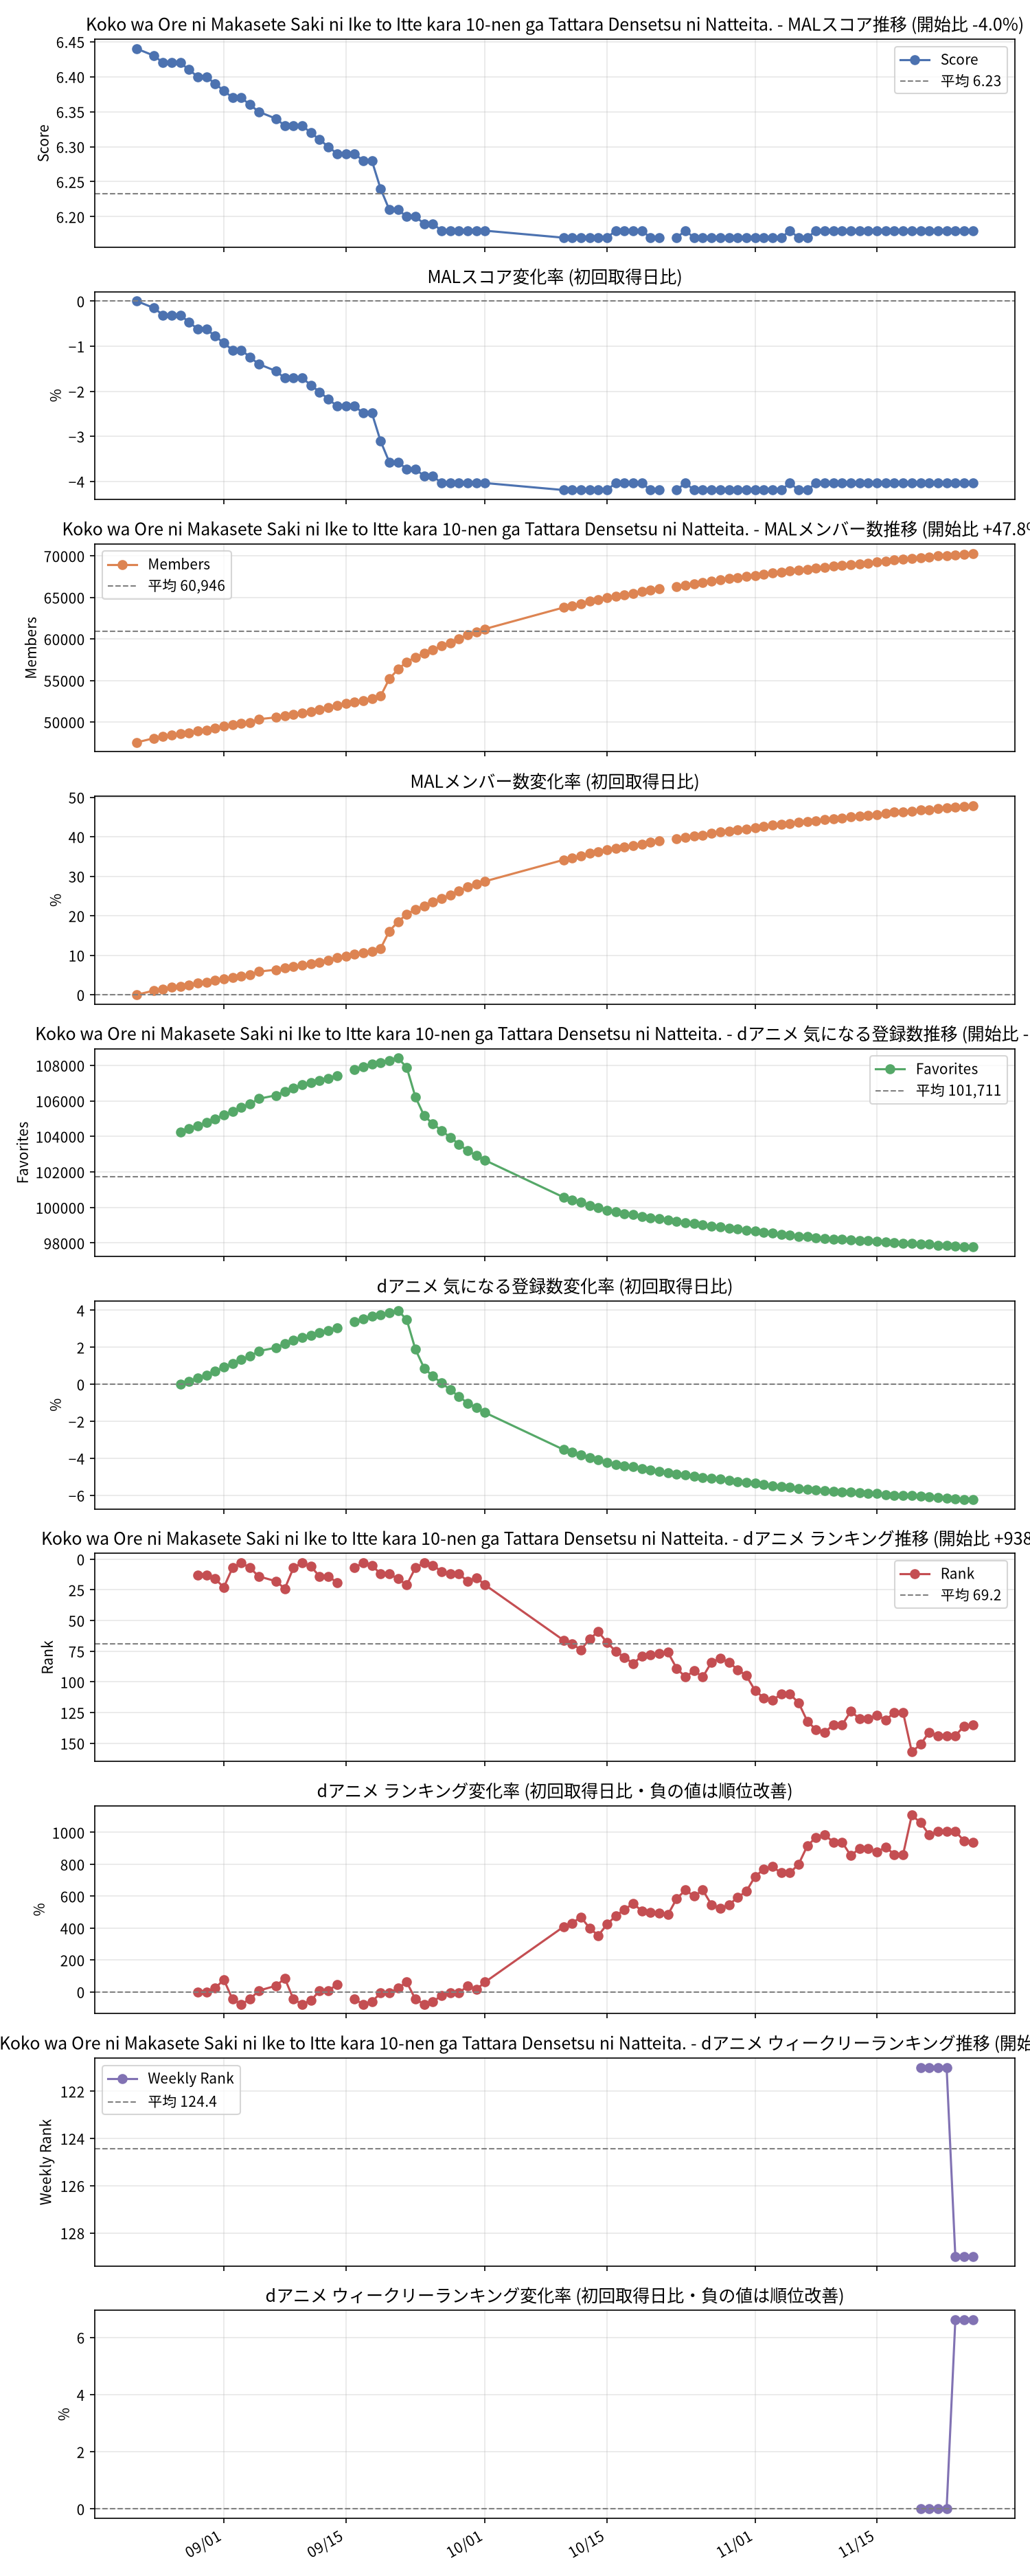 Koko wa Ore ni Makasete Saki ni Ike to Itte kara 10-nen ga Tattara Densetsu ni Natteita. - MALスコア推移 (開始比 -4.0%)
6.45
6.40
6.35
6.30
6.25
6.20
Score
Score
平均 6.23
MALスコア変化率 (初回取得日比)
0
−1
−2
−3
−4
%
Koko wa Ore ni Makasete Saki ni Ike to Itte kara 10-nen ga Tattara Densetsu ni Natteita. - MALメンバー数推移 (開始比 +47.8%
70000
65000
60000
55000
50000
Members
Members
平均 60,946
MALメンバー数変化率 (初回取得日比)
50
40
30
20
10
0
%
Koko wa Ore ni Makasete Saki ni Ike to Itte kara 10-nen ga Tattara Densetsu ni Natteita. - dアニメ 気になる登録数推移 (開始比 -
108000
106000
104000
102000
100000
98000
Favorites
Favorites
平均 101,711
dアニメ 気になる登録数変化率 (初回取得日比)
4
2
0
−2
−4
−6
%
Koko wa Ore ni Makasete Saki ni Ike to Itte kara 10-nen ga Tattara Densetsu ni Natteita. - dアニメ ランキング推移 (開始比 +938
0
25
50
75
100
125
150
Rank
Rank
平均 69.2
dアニメ ランキング変化率 (初回取得日比・負の値は順位改善)
1000
800
600
400
200
0
%
Koko wa Ore ni Makasete Saki ni Ike to Itte kara 10-nen ga Tattara Densetsu ni Natteita. - dアニメ ウィークリーランキング推移 (開始
122
124
126
128
Weekly Rank
Weekly Rank
平均 124.4
dアニメ ウィークリーランキング変化率 (初回取得日比・負の値は順位改善)
6
4
2
0
%
09/01
09/15
10/01
10/15
11/01
11/15